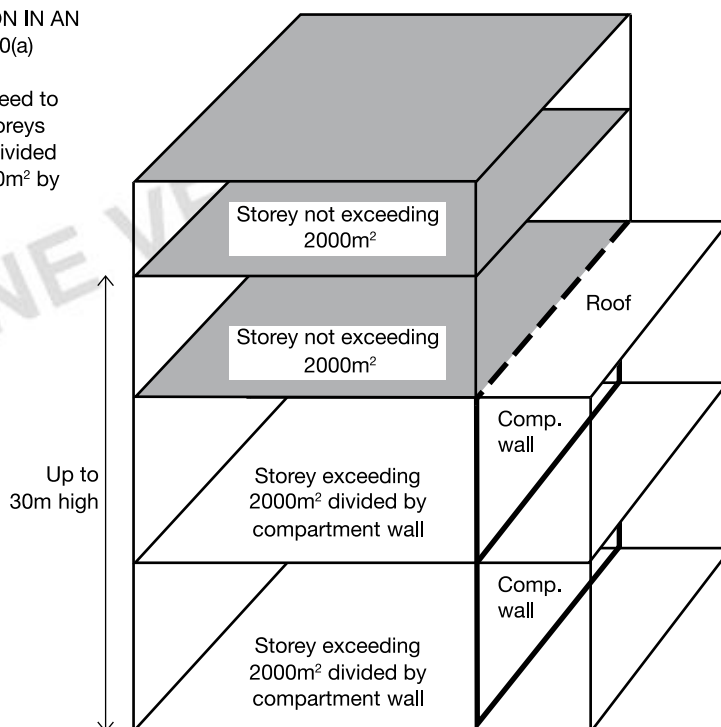 ON IN AN
0(a)
eed to
oreys
ivided
0m² by
NE VE
Storey not exceeding
2000m²
Storey not exceeding
2000m²
Roof
Up to
30m high
Comp.
wall
Storey exceeding
2000m² divided by
compartment wall
Comp.
wall
Storey exceeding
2000m² divided by
compartment wall